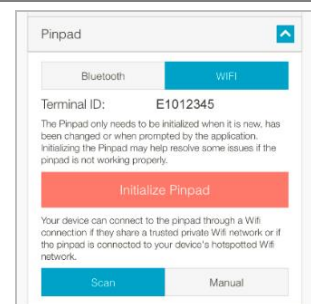 Pinpad
Bluetooth WIFI
Terminal ID: E1012345
The Pinpad only needs to be initialized when it is new, has
been changed or when prompted by the application.
Initializing the Pinpad may help resolve some issues if the
pinpad is not working properly.
Initialize Pinpad
Your device can connect to the pinpad through a Wifi
connection if they share a trusted private Wifi network or if
the pinpad is connected to your device's hotspotted Wifi
network.
Scan Manual